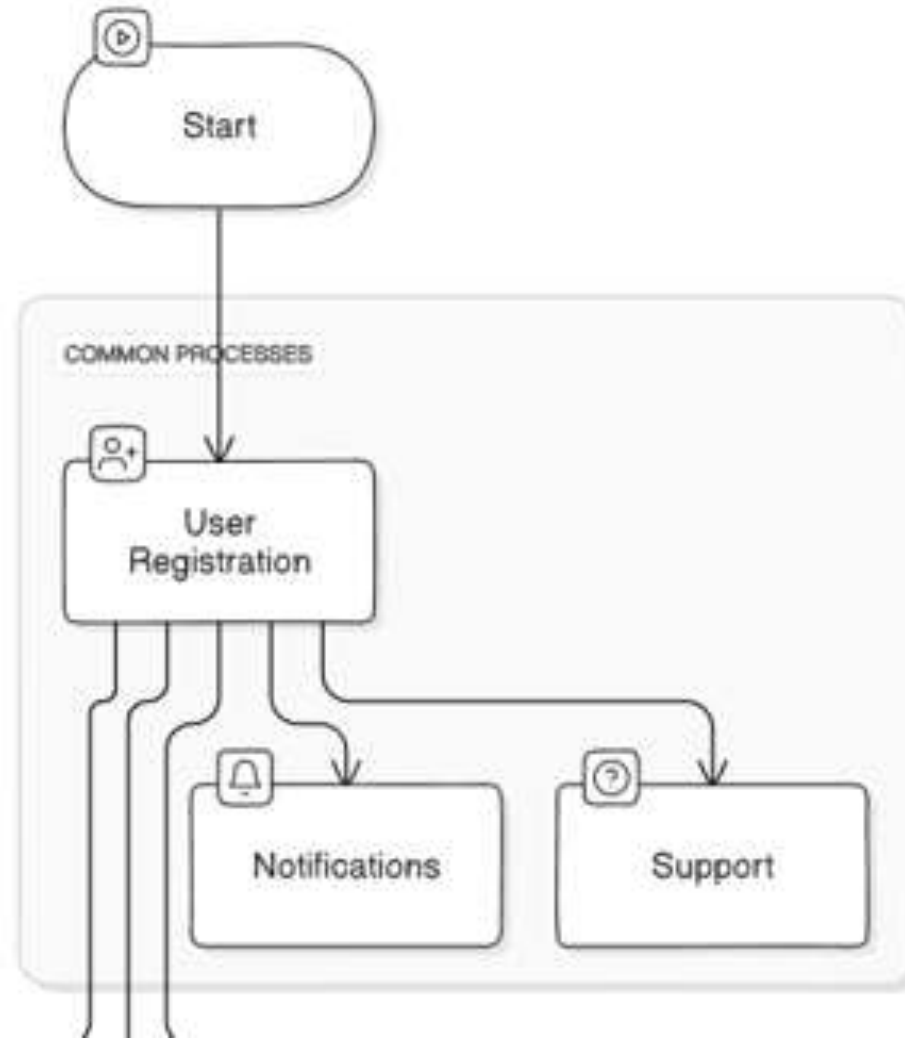 Start
COMMON PROCESSES
User
Registration
Notifications
Support